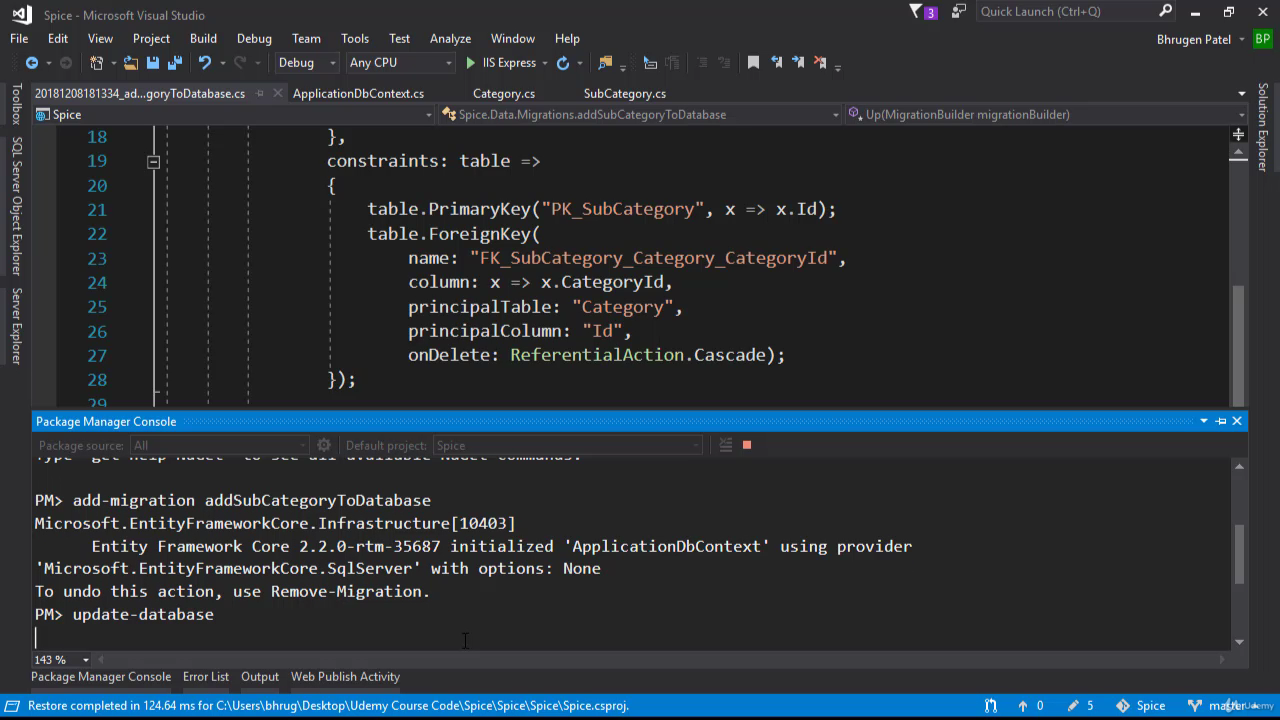 Spice - Microsoft Visual Studio
3
Quick Launch (Ctrl+Q)
File Edit View Project Build Debug Team Tools Test Analyze Window Help
Bhrugen Patel
BP
Debug
Any CPU
IIS Express
20181208181334_ad...goryToDatabase.cs
ApplicationDbContext.cs
Category.cs
SubCategory.cs
Spice
Spice.Data.Migrations.addSubCategoryToDatabase
Up(MigrationBuilder migrationBuilder)
Toolbox
SQL Server Object Explorer
Server Explorer
Solution Explorer
18 },
19 constraints: table =>
20 {
21 table.PrimaryKey("PK_SubCategory", x => x.Id);
22 table.ForeignKey(
23 name: "FK_SubCategory_Category_CategoryId",
24 column: x => x.CategoryId,
25 principalTable: "Category",
26 principalColumn: "Id",
27 onDelete: ReferentialAction.Cascade);
28 });
29
Package Manager Console
Package source: All
Default project: Spice
PM> add-migration addSubCategoryToDatabase
Microsoft.EntityFrameworkCore.Infrastructure[10403]
Entity Framework Core 2.2.0-rtm-35687 initialized 'ApplicationDbContext' using provider
'Microsoft.EntityFrameworkCore.SqlServer' with options: None
To undo this action, use Remove-Migration.
PM> update-database
143 %
Package Manager Console Error List Output Web Publish Activity
Restore completed in 124.64 ms for C:\Users\bhrug\Desktop\Udemy Course Code\Spice\Spice\Spice\Spice.csproj.
0
5
Spice
master